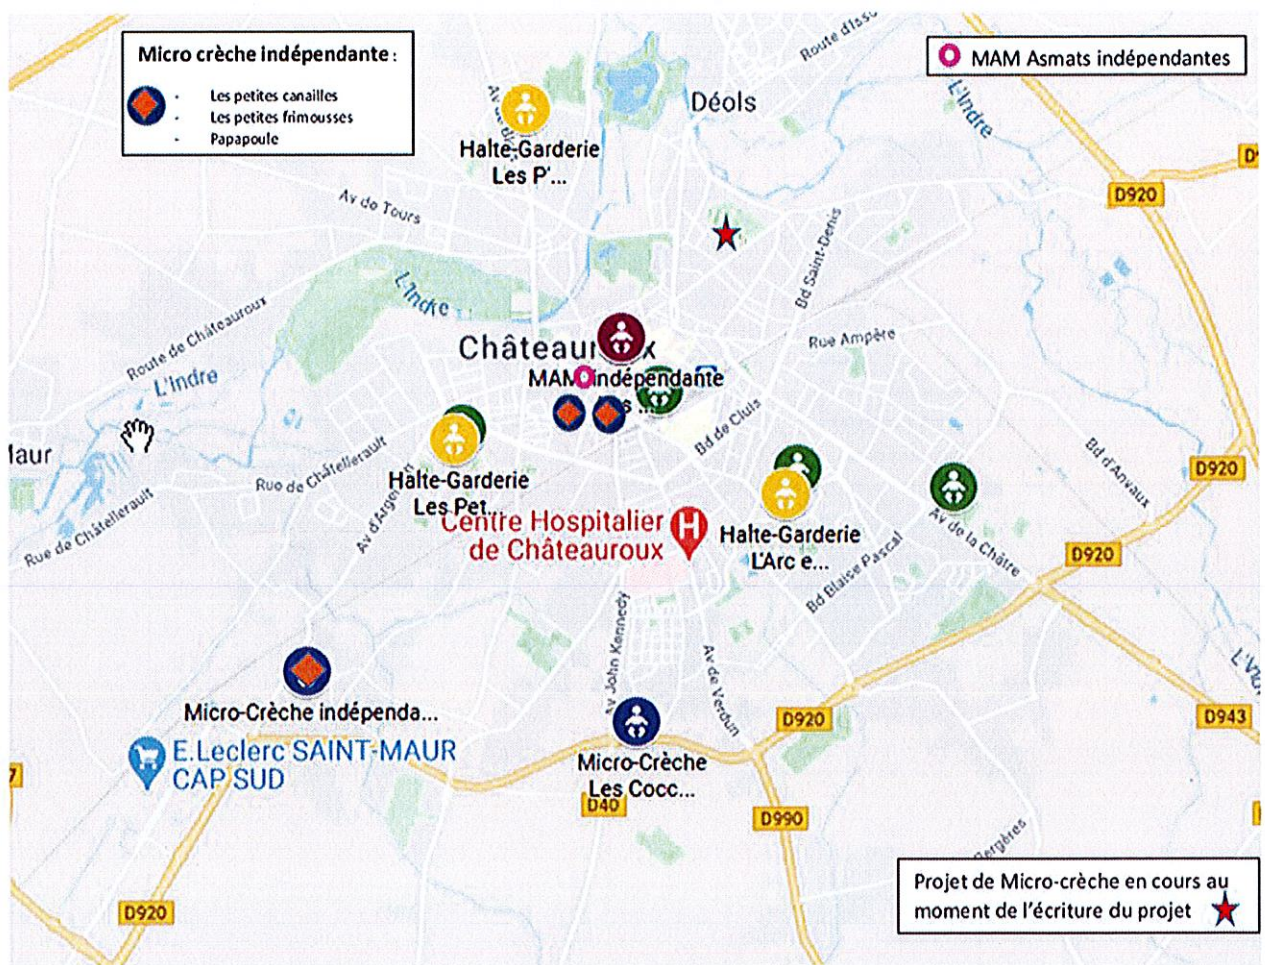 Micro crèche indépendante :
- Les petites canailles
- Les petites frimousses
- Papapoule
MAM Asmats indépendantes
Route d'Isso
L'Indre
Déols
Halte-Garderie
Les P'...
D920
Av de Tours
Bd Saint-Denis
L'Indre
Route de Châteauroux
Rue Ampère
Châteauroux
L'Indre
MAM indépendante
Bd de Cluis
Maur
Rue de Châtellerault
Bd d'Anvaux
D920
Halte-Garderie
Les Pet...
Av d'Argen
Rue de Châtellerault
Centre Hospitalier
de Châteauroux
H
Halte-Garderie
L'Arc e...
Av de la Châtre
D920
Bd Blaise Pascal
Av John Kennedy
Av de Verdun
Micro-Crèche indépenda...
D920
D943
E.Leclerc SAINT-MAUR
CAP SUD
Micro-Crèche
Les Cocc...
D40
D990
Bergères
D920
Projet de Micro-crèche en cours au
moment de l'écriture du projet